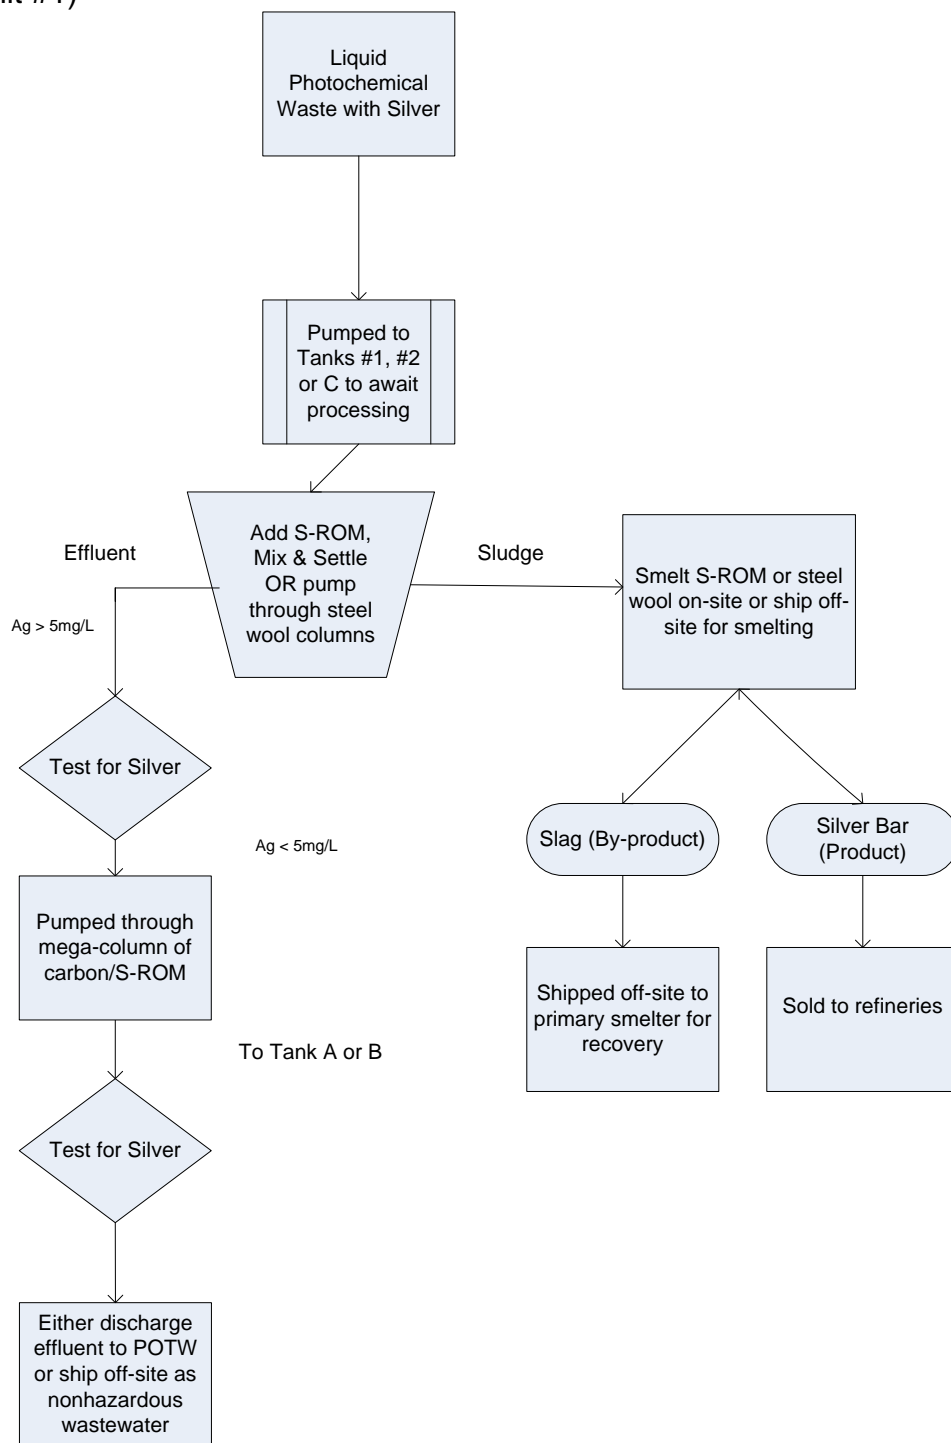 Liquid
Photochemical
Waste with Silver
Pumped to
Tanks #1, #2
or C to await
processing
Effluent
Add S-ROM,
Mix & Settle
OR pump
through steel
wool columns
Sludge
Smelt S-ROM or steel
wool on-site or ship off-
site for smelting
Ag > 5mg/L
Test for Silver
Slag (By-product)
Silver Bar
(Product)
Ag < 5mg/L
Pumped through
mega-column of
carbon/S-ROM
Shipped off-site to
primary smelter for
recovery
Sold to refineries
To Tank A or B
Test for Silver
Either discharge
effluent to POTW
or ship off-site as
nonhazardous
wastewater